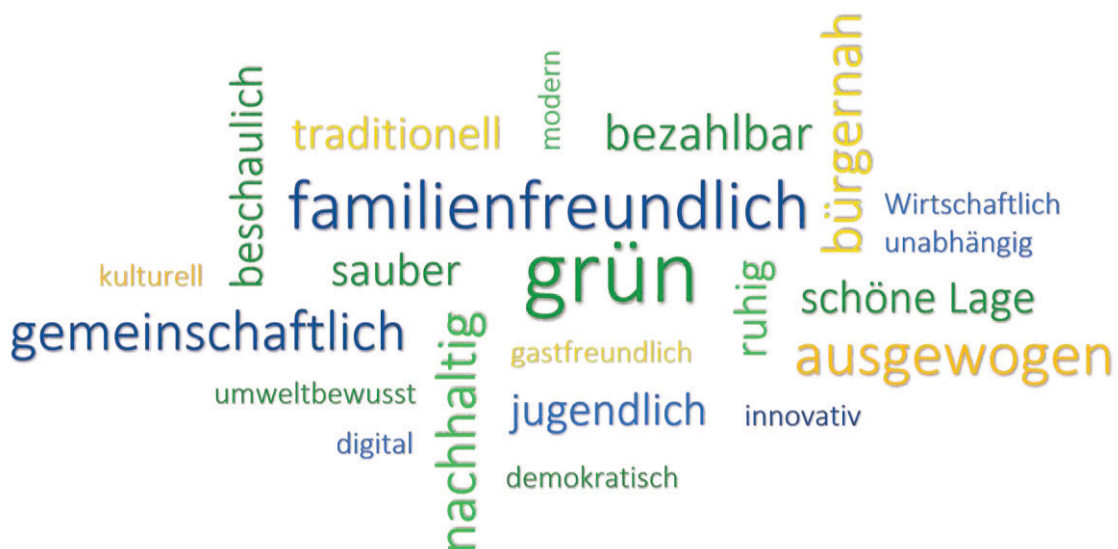 modern
bürgernah
beschaulich
traditionell
bezahlbar
familienfreundlich
Wirtschaftlich
unabhängig
kulturell
sauber
grün
ruhig
schöne Lage
gemeinschaftlich
nachhaltig
gastfreundlich
ausgewogen
umweltbewusst
jugendlich
innovativ
digital
demokratisch